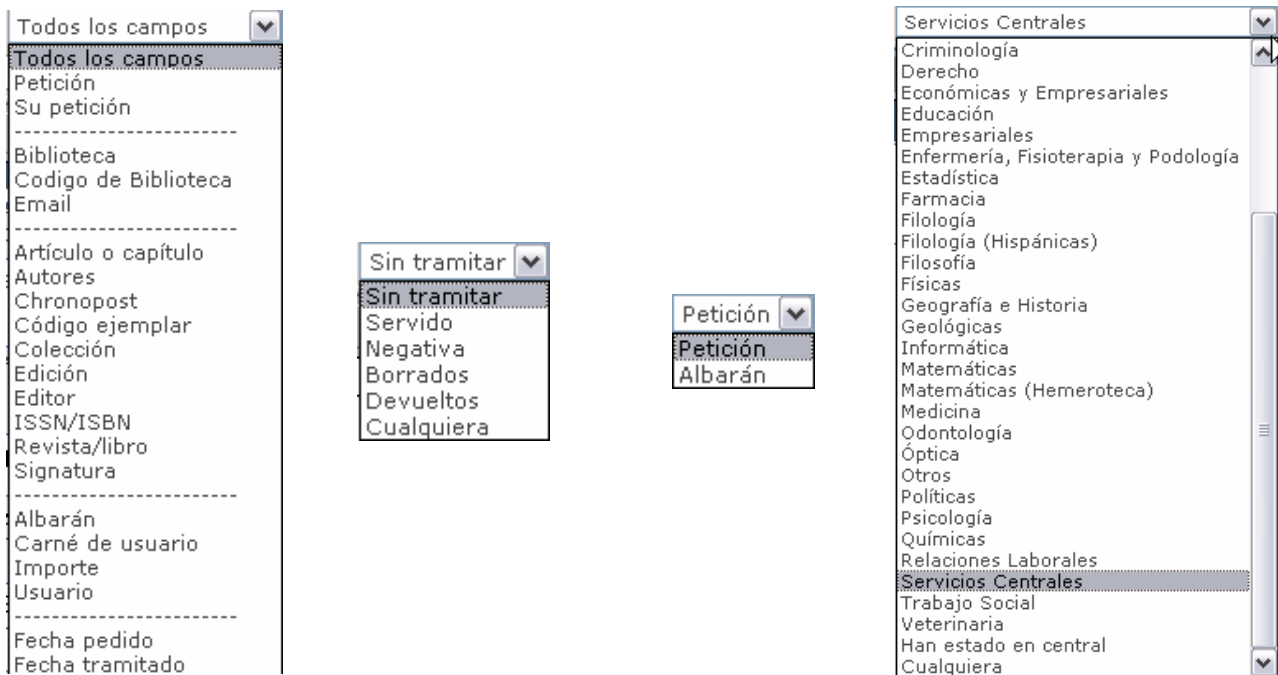 Todos los campos
Todos los campos
Petición
Su petición
------------------------
Biblioteca
Codigo de Biblioteca
Email
------------------------
Artículo o capítulo
Autores
Chronopost
Código ejemplar
Colección
Edición
Editor
ISSN/ISBN
Revista/libro
Signatura
------------------------
Albarán
Carné de usuario
Importe
Usuario
------------------------
Fecha pedido
Fecha tramitado
Sin tramitar
Sin tramitar
Servido
Negativa
Borrados
Devueltos
Cualquiera
Petición
Petición
Albarán
Servicios Centrales
Criminología
Derecho
Económicas y Empresariales
Educación
Empresariales
Enfermería, Fisioterapia y Podología
Estadística
Farmacia
Filología
Filología (Hispánicas)
Filosofía
Físicas
Geografía e Historia
Geológicas
Informática
Matemáticas
Matemáticas (Hemeroteca)
Medicina
Odontología
Óptica
Otros
Políticas
Psicología
Químicas
Relaciones Laborales
Servicios Centrales
Trabajo Social
Veterinaria
Han estado en central
Cualquiera